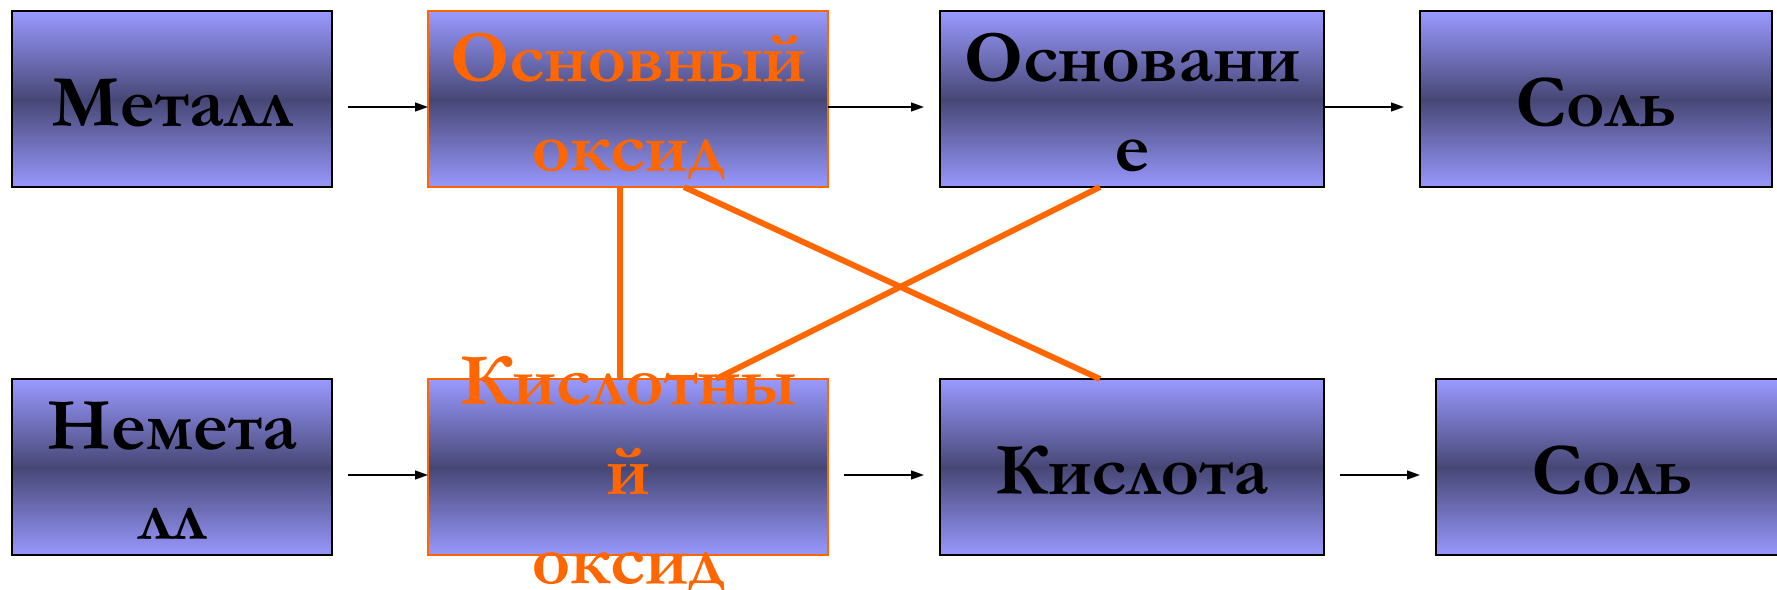 Металл
Основный
оксид
Основани
е
Соль
Немета
лл
Кислотны
й
оксид
Кислота
Соль